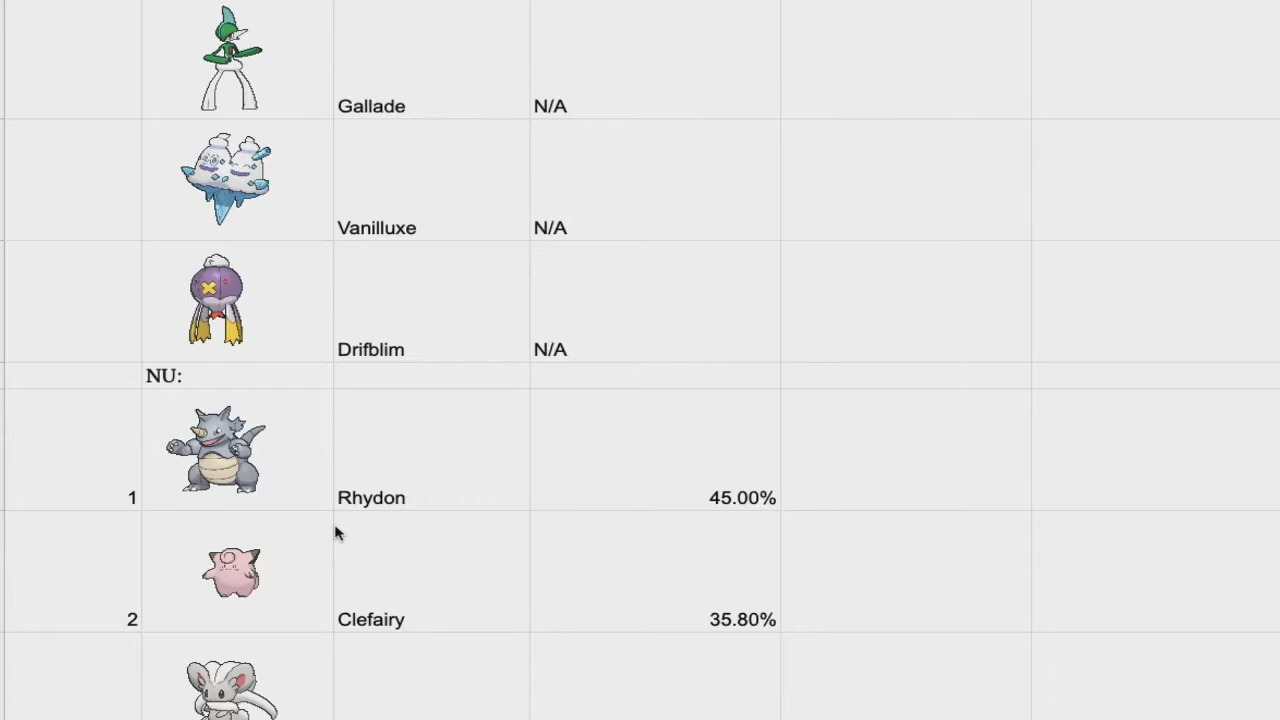 Gallade N/A
Vanilluxe N/A
Drifblim N/A
NU:
1 Rhydon 45.00%
2 Clefairy 35.80%